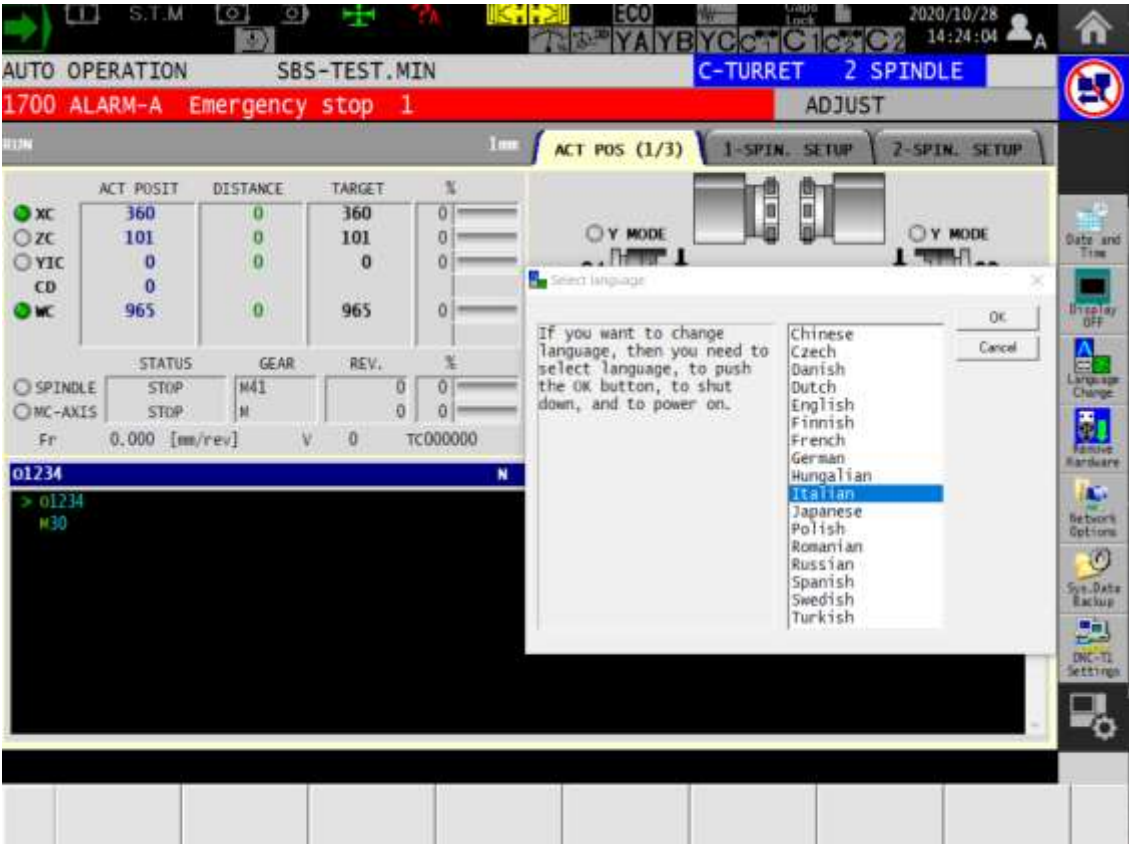 S.T.M
ECO
Caps
Lock
2020/10/28
14:24:04
A
YA YB YC C1 C2
AUTO OPERATION SBS-TEST.MIN C-TURRET 2 SPINDLE
1700 ALARM-A Emergency stop 1 ADJUST
RUN 1mm ACT POS (1/3) 1-SPIN. SETUP 2-SPIN. SETUP
ACT POSIT DISTANCE TARGET %
XC 360 0 360 0
ZC 101 0 101 0
YIC 0 0 0 0
CD 0
WC 965 0 965 0
STATUS GEAR REV. %
SPINDLE STOP M41 0 0
MC-AXIS STOP M 0 0
Fr 0.000 [mm/rev] V 0 TC000000
Y MODE Y MODE
O1234 N
> O1234
M30
Select language
If you want to change
language, then you need to
select language, to push
the OK button, to shut
down, and to power on.
Chinese
Czech
Danish
Dutch
English
Finnish
French
German
Hungalian
Italian
Japanese
Polish
Romanian
Russian
Spanish
Swedish
Turkish
OK
Cancel
Date and
Time
Display
OFF
Language
Change
Remove
Hardware
Network
Options
Sys.Data
Backup
DNC-T1
Settings